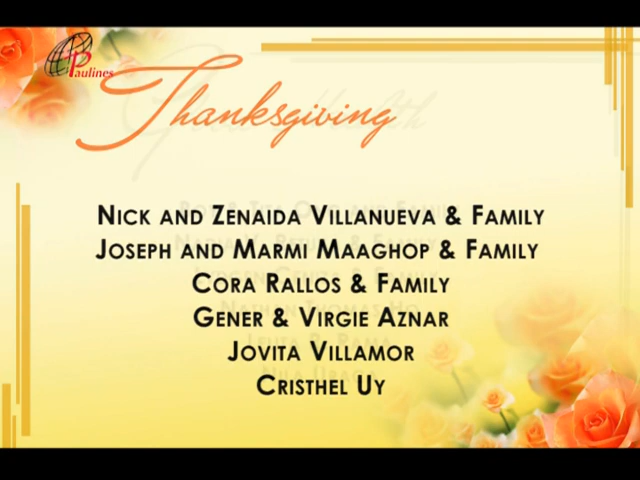 Paulines
Thanksgiving
Nick and Zenaida Villanueva & Family
Joseph and Marmi Maaghop & Family
Cora Rallos & Family
Gener & Virgie Aznar
Jovita Villamor
Cristhel Uy